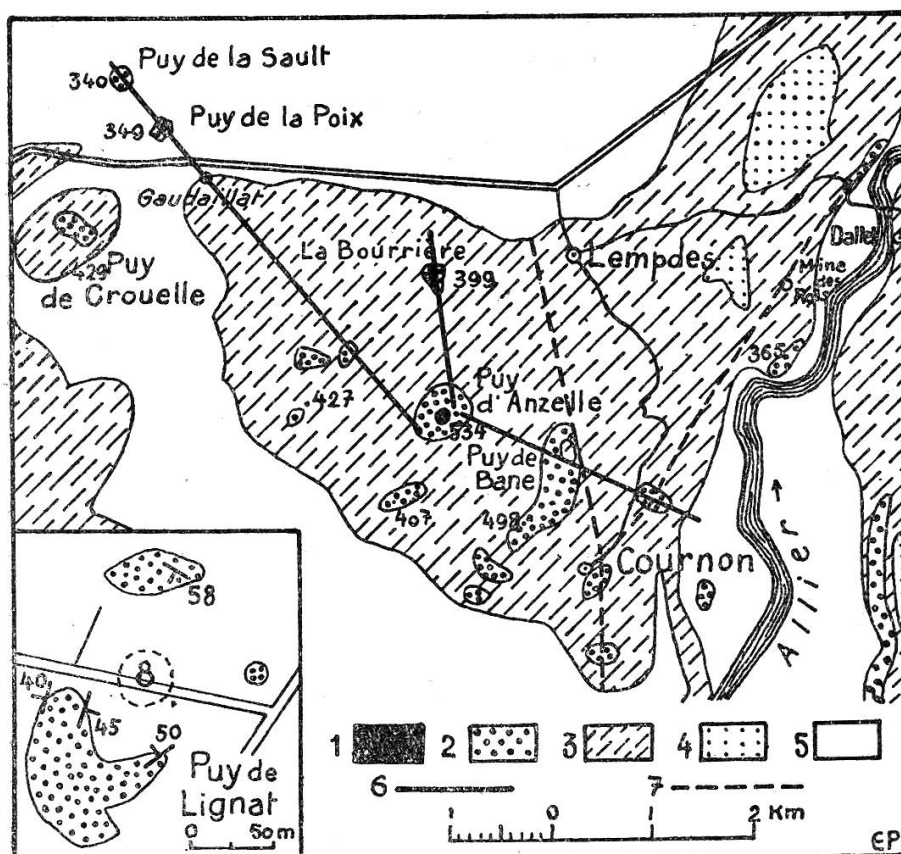 Puy de la Sault
340
Puy de la Poix
349
Gaudaillat
La Bourrière
399
Lempdes
Dallet
Mine
des
Rois
429
Puy
de Crouelle
365
427
Puy
d'Anzelle
534
Puy de
Bane
407
498
Cournon
Allier
58
8
40
45
50
Puy de
Lignat
0 50m
1 2 3 4 5
6 7
1 0 1 2 Km
EP